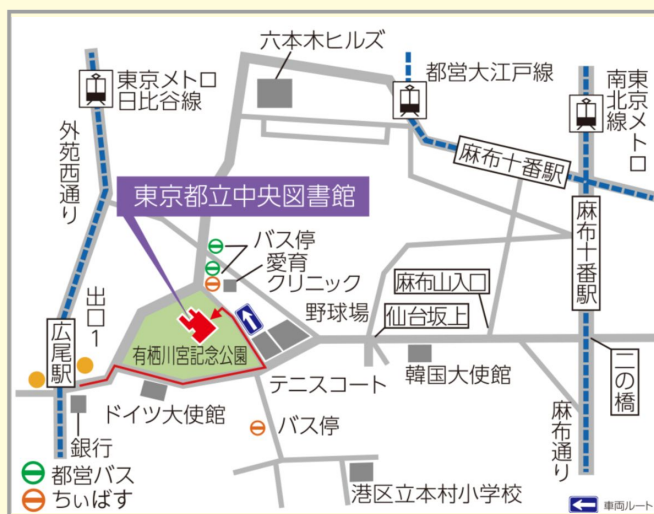 六本木ヒルズ
東京メトロ
日比谷線
都営大江戸線
東京メトロ
南北線
外苑西通り
麻布十番駅
東京都立中央図書館
バス停
愛育
クリニック
麻布山入口
麻布十番駅
出口1
野球場
仙台坂上
広尾駅
有栖川宮記念公園
テニスコート
韓国大使館
二の橋
ドイツ大使館
バス停
麻布通り
銀行
都営バス
ちぃばす
港区立本村小学校
車両ルート